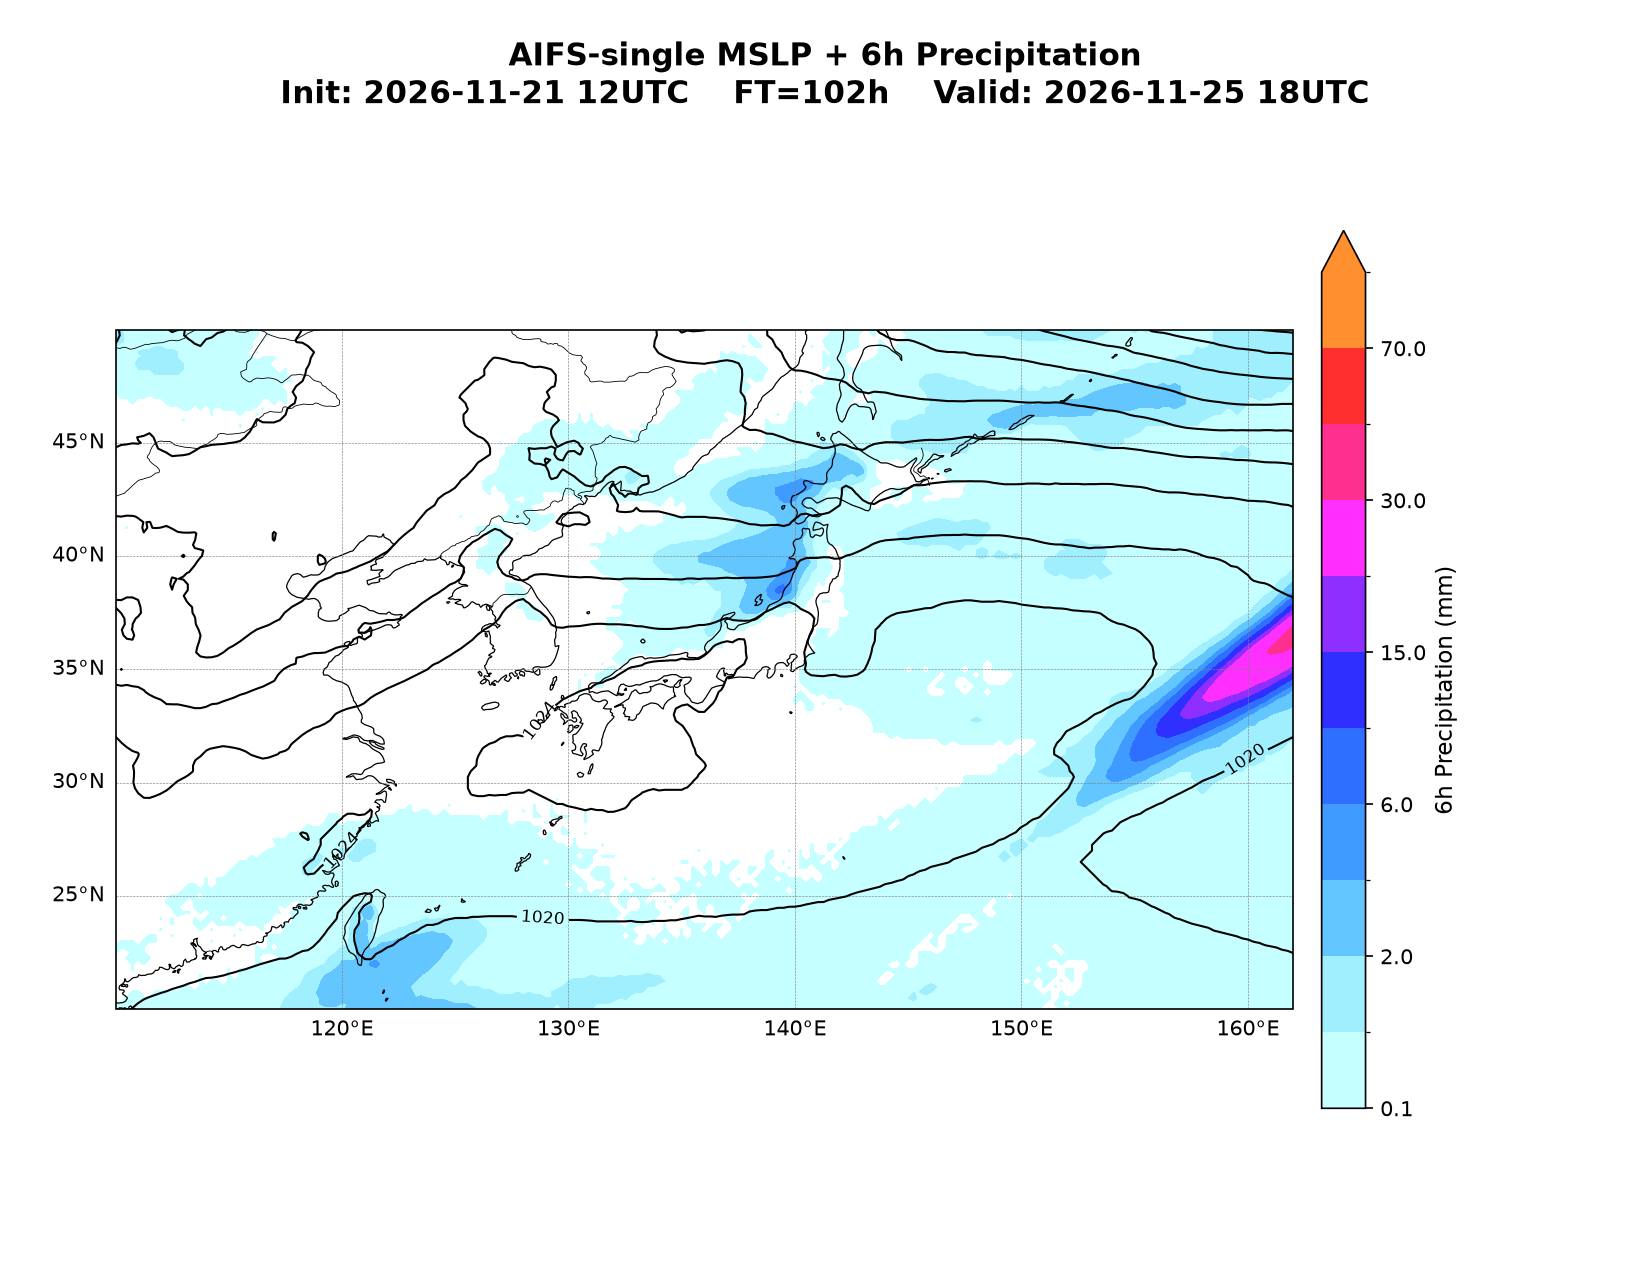 AIFS-single MSLP + 6h Precipitation
Init: 2026-11-21 12UTC    FT=102h    Valid: 2026-11-25 18UTC
45°N
40°N
35°N
30°N
25°N
120°E
130°E
140°E
150°E
160°E
1024
1024
1020
1020
70.0
30.0
15.0
6.0
2.0
0.1
6h Precipitation (mm)